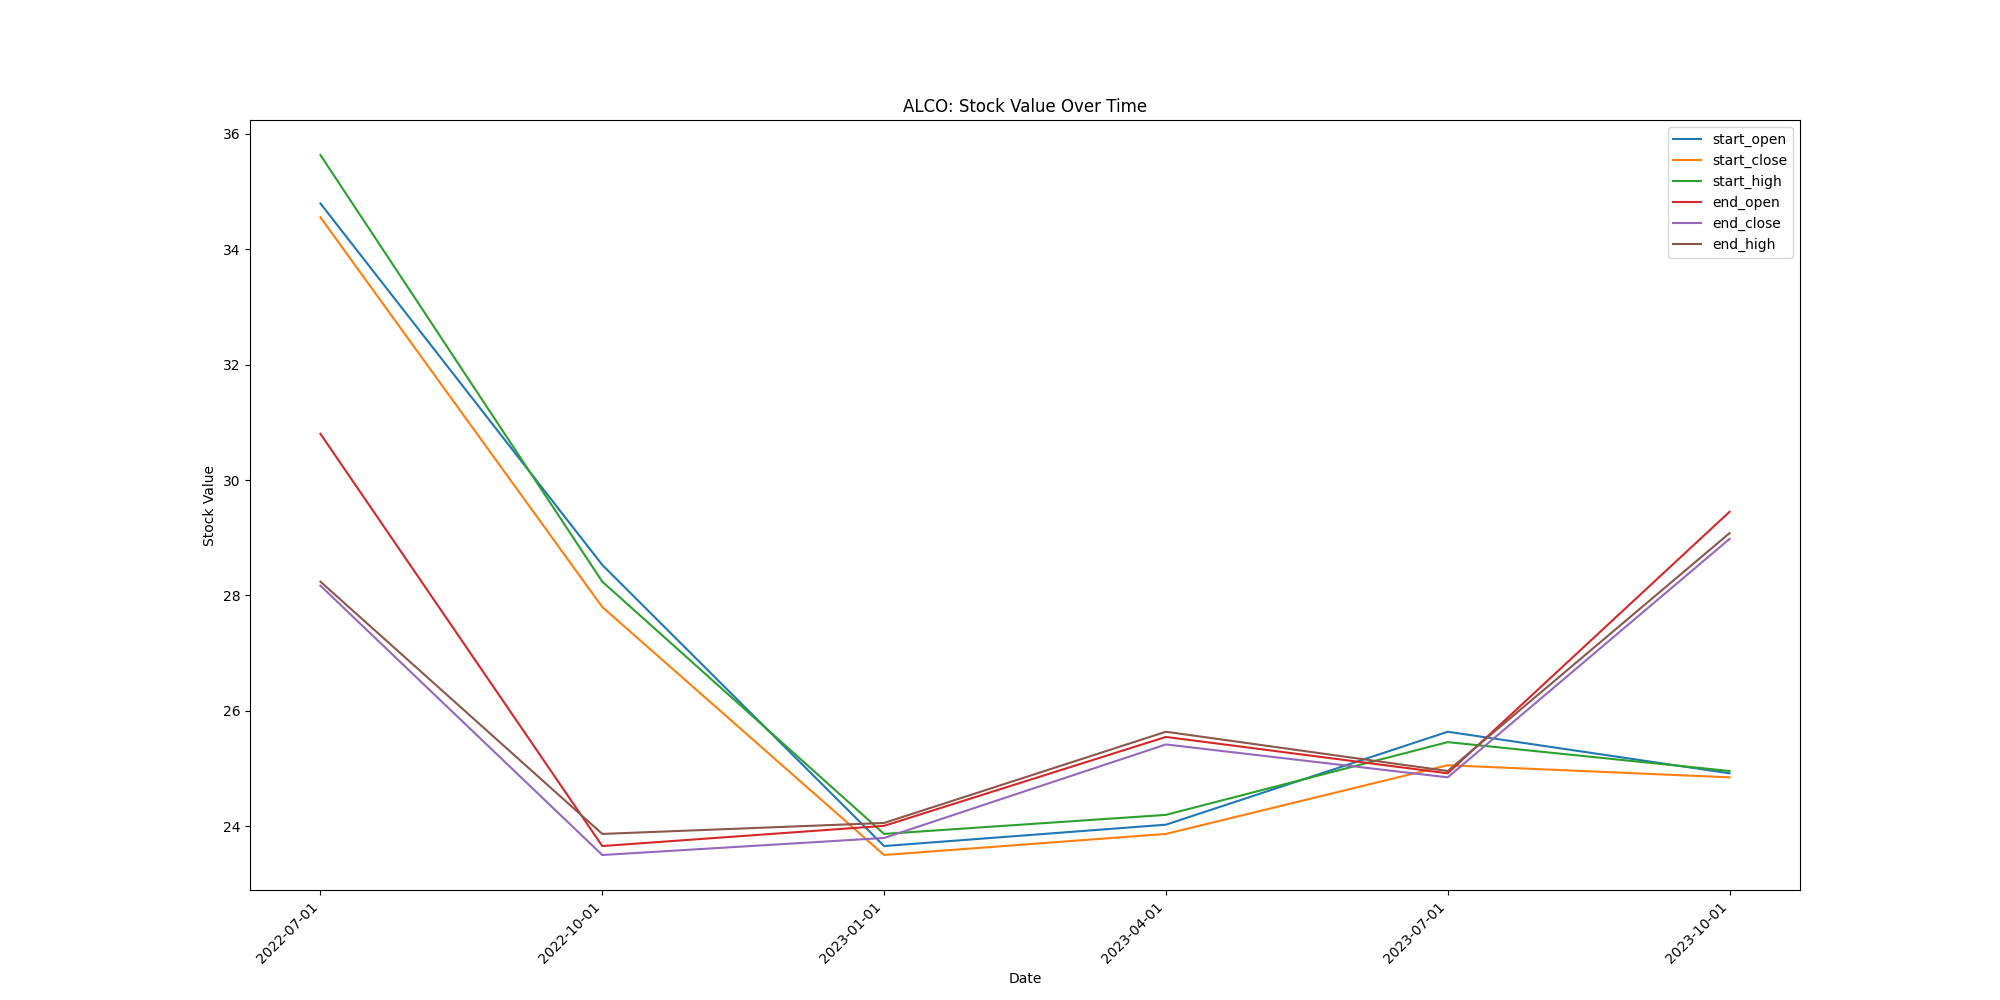 ALCO: Stock Value Over Time
36
34
32
30
28
26
24
Stock Value
start_open
start_close
start_high
end_open
end_close
end_high
2022-07-01
2022-10-01
2023-01-01
2023-04-01
2023-07-01
2023-10-01
Date